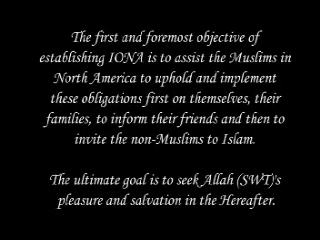 The first and foremost objective of
establishing IONA is to assist the Muslims in
North America to uphold and implement
these obligations first on themselves, their
families, to inform their friends and then to
invite the non-Muslims to Islam.
The ultimate goal is to seek Allah (SWT)'s
pleasure and salvation in the Hereafter.